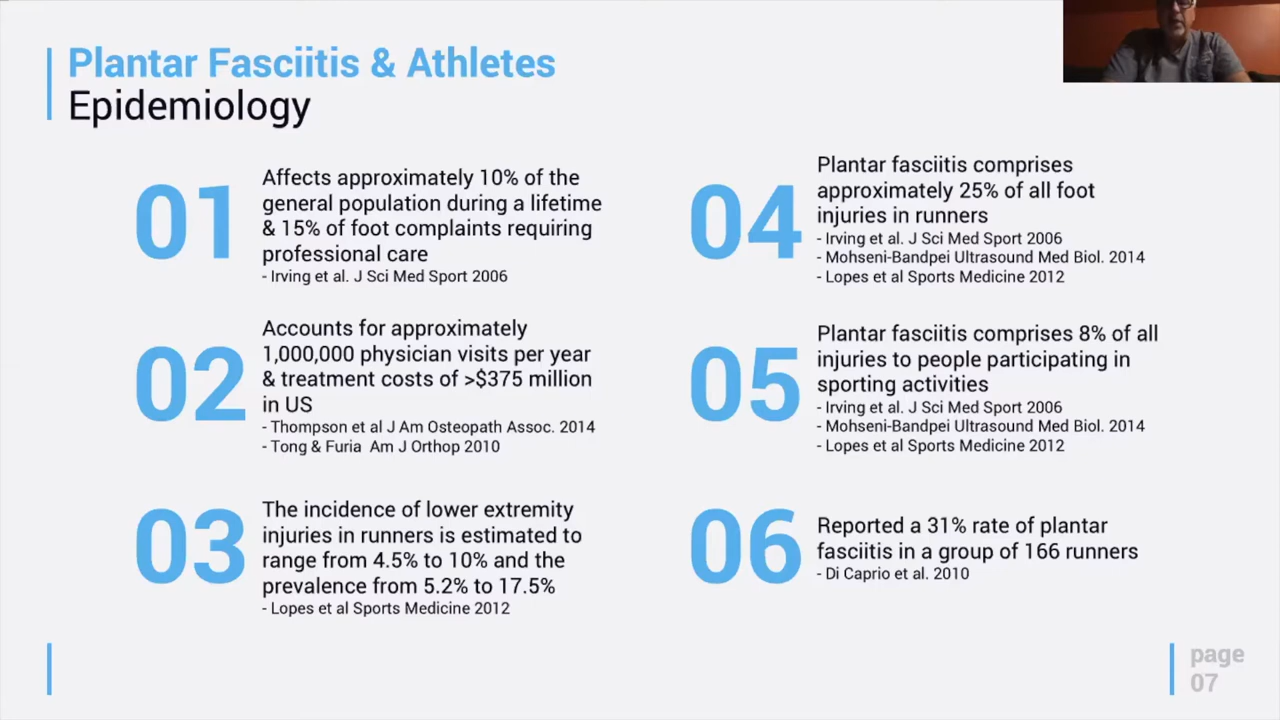 Plantar Fasciitis & Athletes
Epidemiology
01
Affects approximately 10% of the
general population during a lifetime
& 15% of foot complaints requiring
professional care
- Irving et al. J Sci Med Sport 2006
02
Accounts for approximately
1,000,000 physician visits per year
& treatment costs of >$375 million
in US
- Thompson et al J Am Osteopath Assoc. 2014
- Tong & Furia Am J Orthop 2010
03
The incidence of lower extremity
injuries in runners is estimated to
range from 4.5% to 10% and the
prevalence from 5.2% to 17.5%
- Lopes et al Sports Medicine 2012
04
Plantar fasciitis comprises
approximately 25% of all foot
injuries in runners
- Irving et al. J Sci Med Sport 2006
- Mohseni-Bandpei Ultrasound Med Biol. 2014
- Lopes et al Sports Medicine 2012
05
Plantar fasciitis comprises 8% of all
injuries to people participating in
sporting activities
- Irving et al. J Sci Med Sport 2006
- Mohseni-Bandpei Ultrasound Med Biol. 2014
- Lopes et al Sports Medicine 2012
06
Reported a 31% rate of plantar
fasciitis in a group of 166 runners
- Di Caprio et al. 2010
page
07